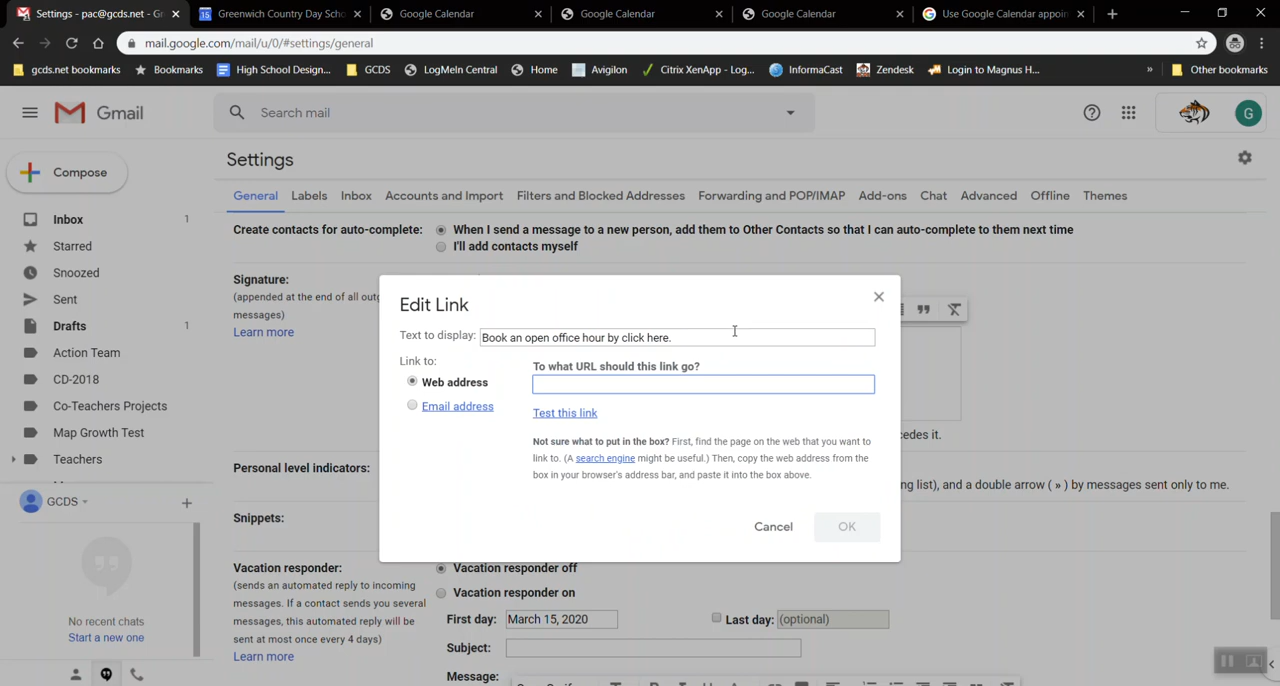 Settings - pac@gcds.net - G
Greenwich Country Day Scho
Google Calendar
Google Calendar
Google Calendar
Use Google Calendar appoin
mail.google.com/mail/u/0/#settings/general
gcds.net bookmarks
Bookmarks
High School Design...
GCDS
LogMeIn Central
Home
Avigilon
Citrix XenApp - Log...
InformaCast
Zendesk
Login to Magnus H...
»
Other bookmarks
Gmail
Search mail
G
Compose
Settings
General
Labels
Inbox
Accounts and Import
Filters and Blocked Addresses
Forwarding and POP/IMAP
Add-ons
Chat
Advanced
Offline
Themes
Inbox 1
Starred
Snoozed
Sent
Drafts 1
Action Team
CD-2018
Co-Teachers Projects
Map Growth Test
Teachers
GCDS
No recent chats
Start a new one
Create contacts for auto-complete:
When I send a message to a new person, add them to Other Contacts so that I can auto-complete to them next time
I'll add contacts myself
Signature:
(appended at the end of all outg
messages)
Learn more
Edit Link
Text to display: Book an open office hour by click here.
Link to:
Web address
Email address
To what URL should this link go?
Test this link
Not sure what to put in the box? First, find the page on the web that you want to
link to. (A search engine might be useful.) Then, copy the web address from the
box in your browser's address bar, and paste it into the box above.
Cancel
OK
cedes it.
Personal level indicators:
ng list), and a double arrow ( » ) by messages sent only to me.
Snippets:
Vacation responder:
(sends an automated reply to incoming
messages. If a contact sends you several
messages, this automated reply will be
sent at most once every 4 days)
Learn more
Vacation responder off
Vacation responder on
First day: March 15, 2020
Last day: (optional)
Subject:
Message: